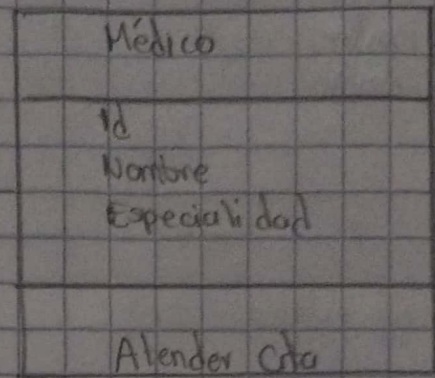 Médico
Id
Nombre
Especialidad
Atender Cita